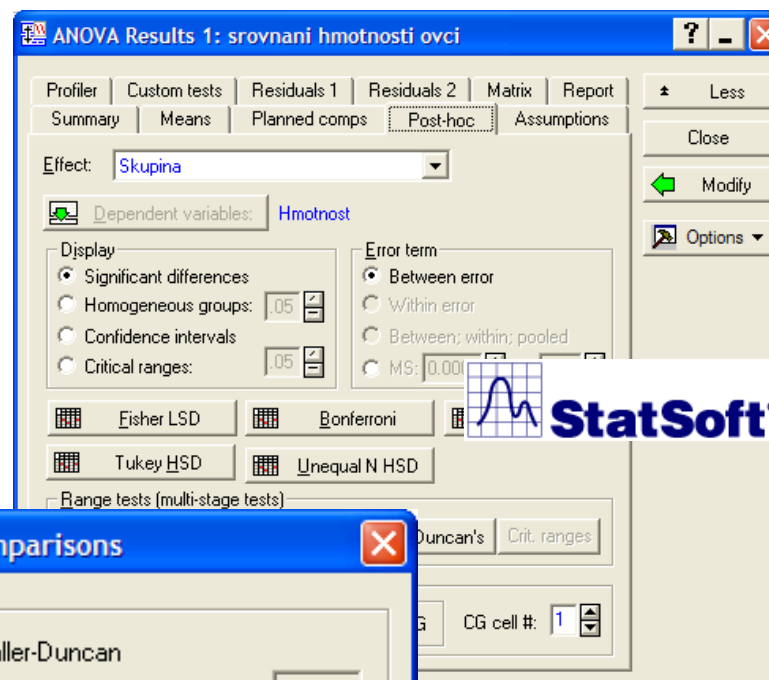 ANOVA Results 1: srovnani hmotnosti ovci
Profiler Custom tests Residuals 1 Residuals 2 Matrix Report
Summary Means Planned comps Post-hoc Assumptions
Less
Close
Modify
Options
Effect: Skupina
Dependent variables: Hmotnost
Display
Significant differences
Homogeneous groups: .05
Confidence intervals
Critical ranges: .05
Error term
Between error
Within error
Between; within; pooled
MS: 0.000
StatSoft
Fisher LSD Bonferroni
Tukey HSD Unequal N HSD
Range tests (multi-stage tests)
Duncan's Crit. ranges
CG cell #: 1